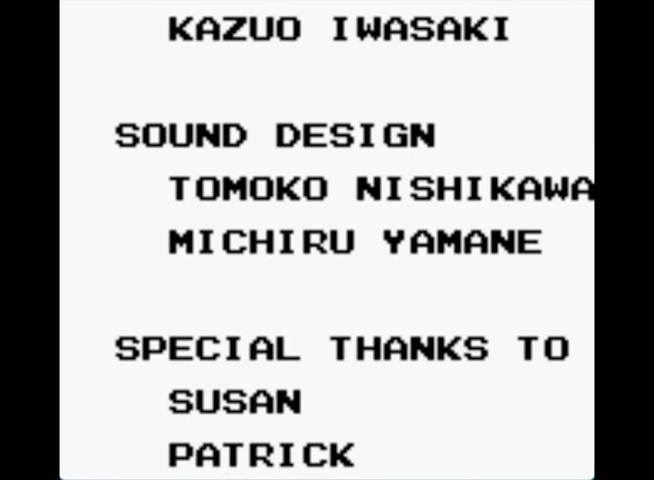 KAZUO IWASAKI
SOUND DESIGN
TOMOKO NISHIKAWA
MICHIRU YAMANE
SPECIAL THANKS TO
SUSAN
PATRICK